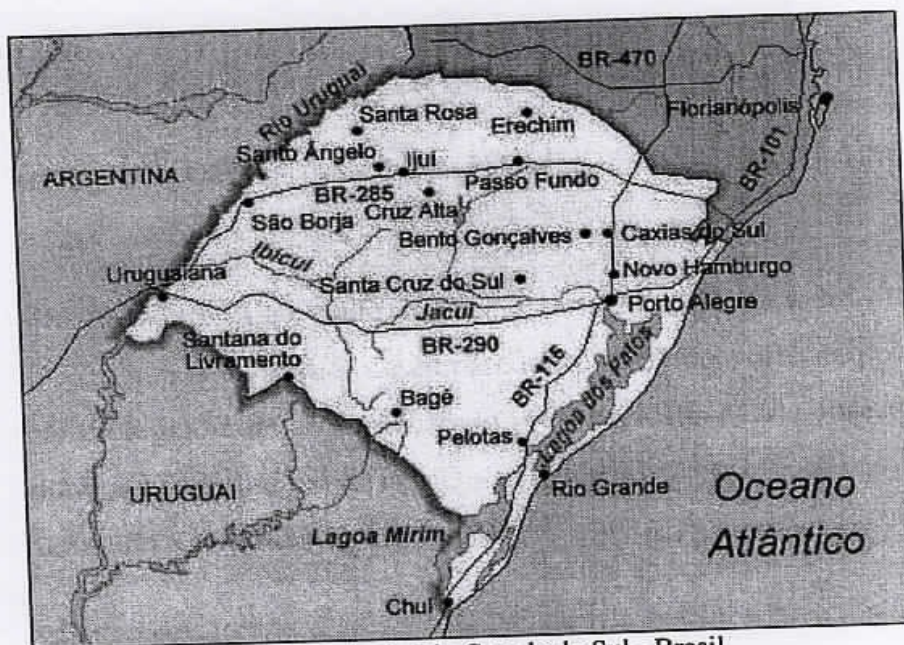 BR-470
Rio Uruguai
Florianópolis
Santa Rosa
Erechim
Santo Ângelo
Ijuí
BR-101
ARGENTINA
Passo Fundo
BR-285
Cruz Alta
São Borja
Bento Gonçalves
Caxias do Sul
Ibicuí
Uruguaiana
Santa Cruz do Sul
Novo Hamburgo
Jacuí
Porto Alegre
Santana do
Livramento
BR-290
BR-116
Lagoa dos Patos
Bagé
Pelotas
Rio Grande
URUGUAI
Oceano
Atlântico
Lagoa Mirim
Chuí
do Sul - Brasil